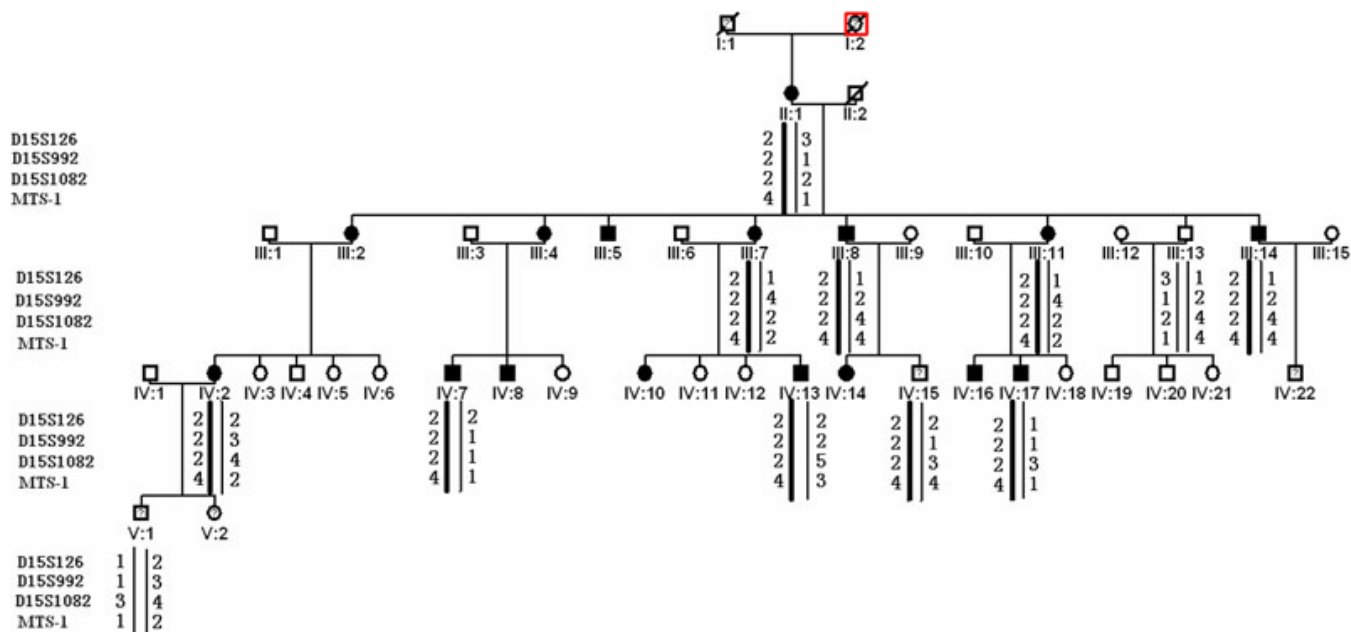 ? ?
I:1 I:2
II:1 II:2
D15S126 2 3
D15S992 2 1
D15S1082 2 2
MTS-1 4 1
III:1 III:2 III:3 III:4 III:5 III:6 III:7 III:8 III:9 III:10 III:11 III:12 III:13 III:14 III:15
D15S126 2 1 2 1 2 1 3 1 2 1
D15S992 2 4 2 2 2 4 1 2 2 2
D15S1082 2 2 2 4 2 2 2 4 2 4
MTS-1 4 2 4 4 4 2 1 4 4 4
? ?
IV:1 IV:2 IV:3 IV:4 IV:5 IV:6 IV:7 IV:8 IV:9 IV:10 IV:11 IV:12 IV:13 IV:14 IV:15 IV:16 IV:17 IV:18 IV:19 IV:20 IV:21 IV:22
D15S126 2 2 2 2 2 2 2 2 2 1
D15S992 2 3 2 1 2 2 2 1 2 1
D15S1082 2 4 2 1 2 5 2 3 2 3
MTS-1 4 2 4 1 4 3 4 4 4 1
? ?
V:1 V:2
D15S126 1 2
D15S992 1 3
D15S1082 3 4
MTS-1 1 2